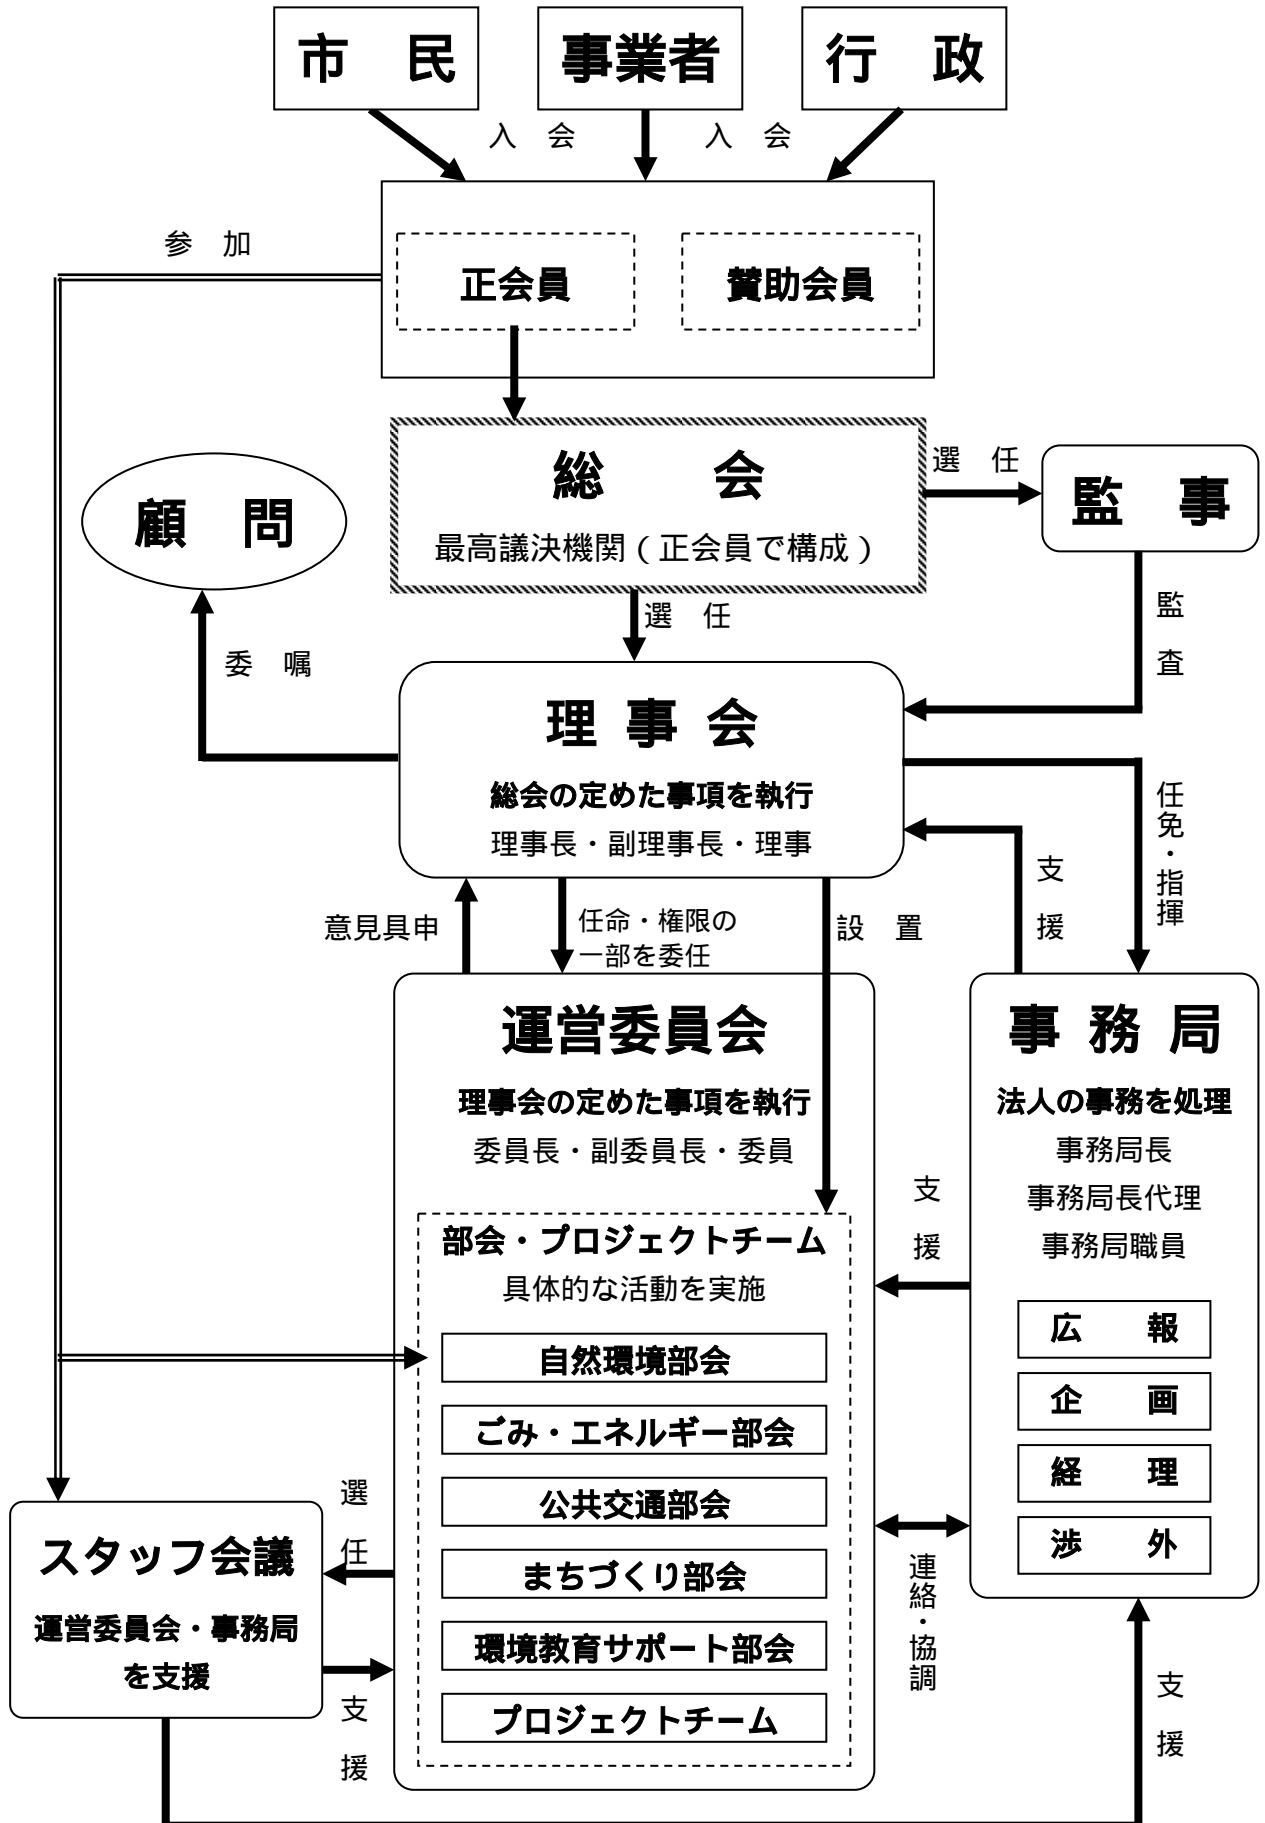 市　民
事業者
行　政
入　会
入　会
参　加
正会員
賛助会員
総　会
最高議決機関（正会員で構成）
選　任
監　事
顧　問
選　任
監査
委　嘱
理 事 会
総会の定めた事項を執行
理事長・副理事長・理事
任免・指揮
支援
意見具申
任命・権限の
一部を委任
設　置
運営委員会
理事会の定めた事項を執行
委員長・副委員長・委員
事 務 局
法人の事務を処理
事務局長
事務局長代理
事務局職員
支援
部会・プロジェクトチーム
具体的な活動を実施
自然環境部会
ごみ・エネルギー部会
公共交通部会
まちづくり部会
環境教育サポート部会
プロジェクトチーム
広　報
企　画
経　理
渉　外
選任
スタッフ会議
運営委員会・事務局
を支援
支援
連絡・協調
支援